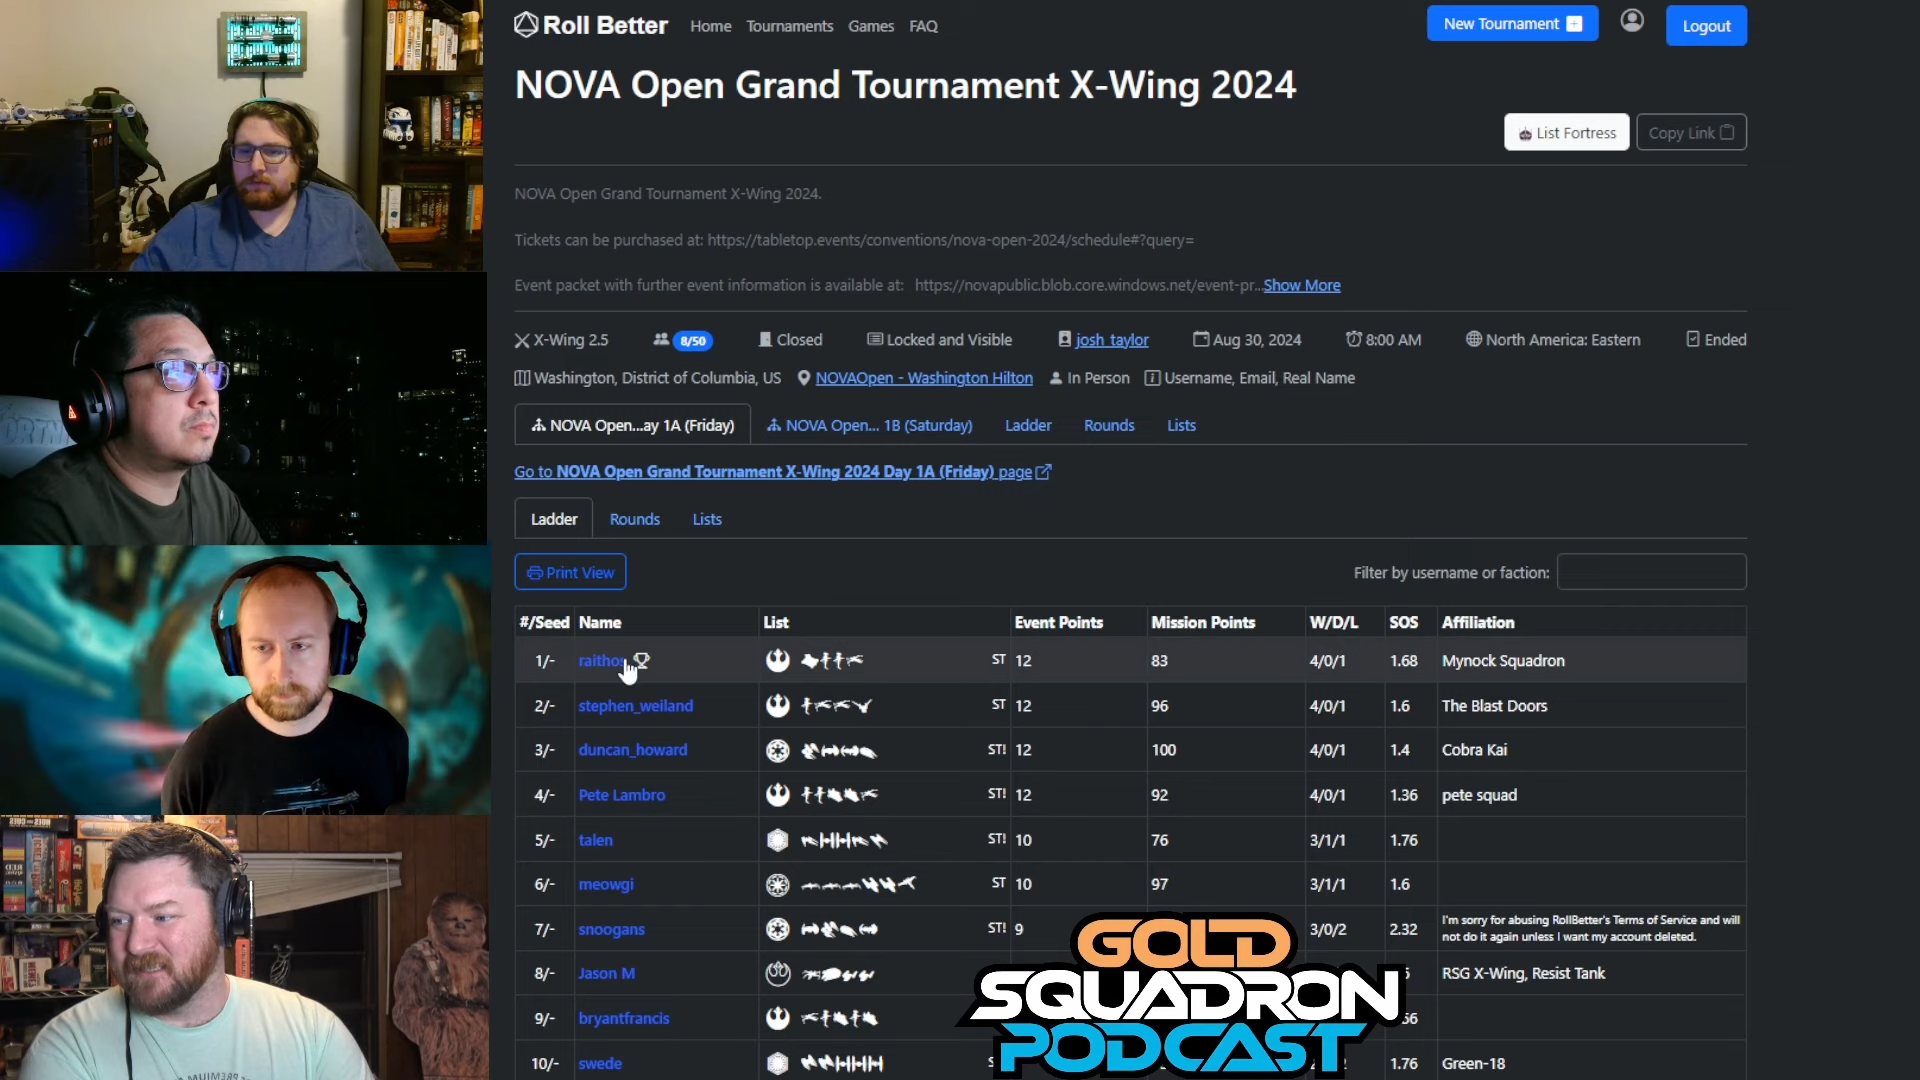 Roll Better
Home
Tournaments
Games
FAQ
New Tournament
Logout
NOVA Open Grand Tournament X-Wing 2024
List Fortress
Copy Link
NOVA Open Grand Tournament X-Wing 2024.
Tickets can be purchased at: https://tabletop.events/conventions/nova-open-2024/schedule#?query=
Event packet with further event information is available at: https://novapublic.blob.core.windows.net/event-pr...Show More
X-Wing 2.5
8/50
Closed
Locked and Visible
josh_taylor
Aug 30, 2024
8:00 AM
North America: Eastern
Ended
Washington, District of Columbia, US
NOVAOpen - Washington Hilton
In Person
Username, Email, Real Name
NOVA Open...ay 1A (Friday)
NOVA Open... 1B (Saturday)
Ladder
Rounds
Lists
Go to NOVA Open Grand Tournament X-Wing 2024 Day 1A (Friday) page
Ladder
Rounds
Lists
Print View
Filter by username or faction:
#/Seed Name List Event Points Mission Points W/D/L SOS Affiliation
1/- raithos ST 12 83 4/0/1 1.68 Mynock Squadron
2/- stephen_weiland ST 12 96 4/0/1 1.6 The Blast Doors
3/- duncan_howard ST! 12 100 4/0/1 1.4 Cobra Kai
4/- Pete Lambro ST! 12 92 4/0/1 1.36 pete squad
5/- talen ST! 10 76 3/1/1 1.76
6/- meowgi ST 10 97 3/1/1 1.6
7/- snoogans ST! 9 3/0/2 2.32 I'm sorry for abusing RollBetter's Terms of Service and will
not do it again unless I want my account deleted.
8/- Jason M RSG X-Wing, Resist Tank
9/- bryantfrancis
10/- swede 1.76 Green-18
GOLD
SQUADRON
PODCAST